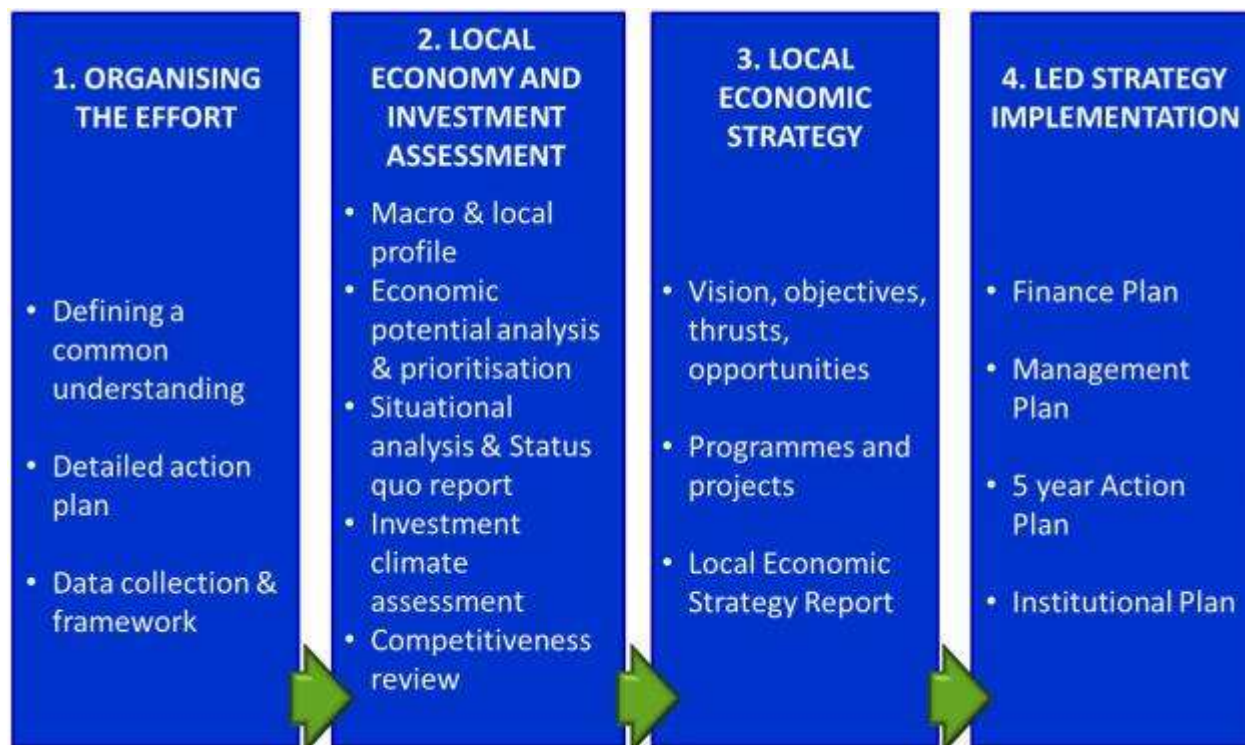 1. ORGANISING
THE EFFORT
• Defining a
common
understanding
• Detailed action
plan
• Data collection &
framework
2. LOCAL
ECONOMY AND
INVESTMENT
ASSESSMENT
• Macro & local
profile
• Economic
potential analysis
& prioritisation
• Situational
analysis & Status
quo report
• Investment
climate
assessment
• Competitiveness
review
3. LOCAL
ECONOMIC
STRATEGY
• Vision, objectives,
thrusts,
opportunities
• Programmes and
projects
• Local Economic
Strategy Report
4. LED STRATEGY
IMPLEMENTATION
• Finance Plan
• Management
Plan
• 5 year Action
Plan
• Institutional Plan